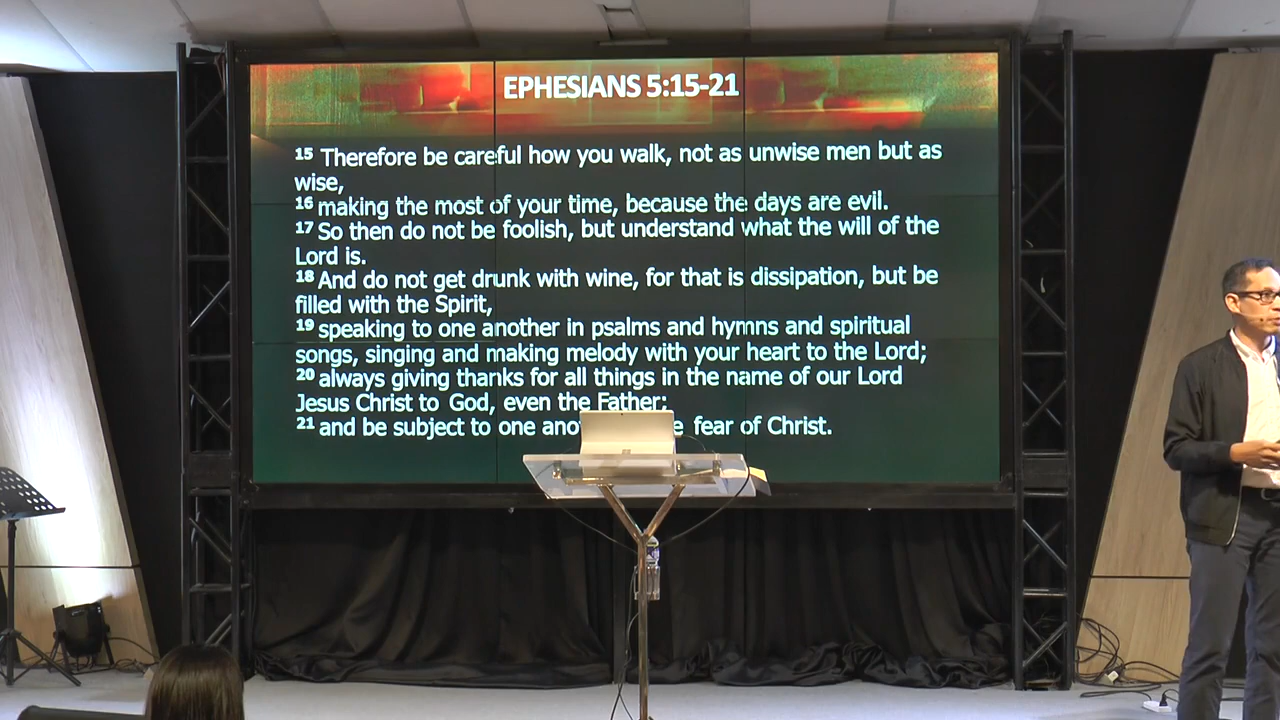 EPHESIANS 5:15-21
15 Therefore be careful how you walk, not as unwise men but as
wise,
16 making the most of your time, because the days are evil.
17 So then do not be foolish, but understand what the will of the
Lord is.
18 And do not get drunk with wine, for that is dissipation, but be
filled with the Spirit,
19 speaking to one another in psalms and hymns and spiritual
songs, singing and making melody with your heart to the Lord;
20 always giving thanks for all things in the name of our Lord
Jesus Christ to God, even the Father;
21 and be subject to one fear of Christ.